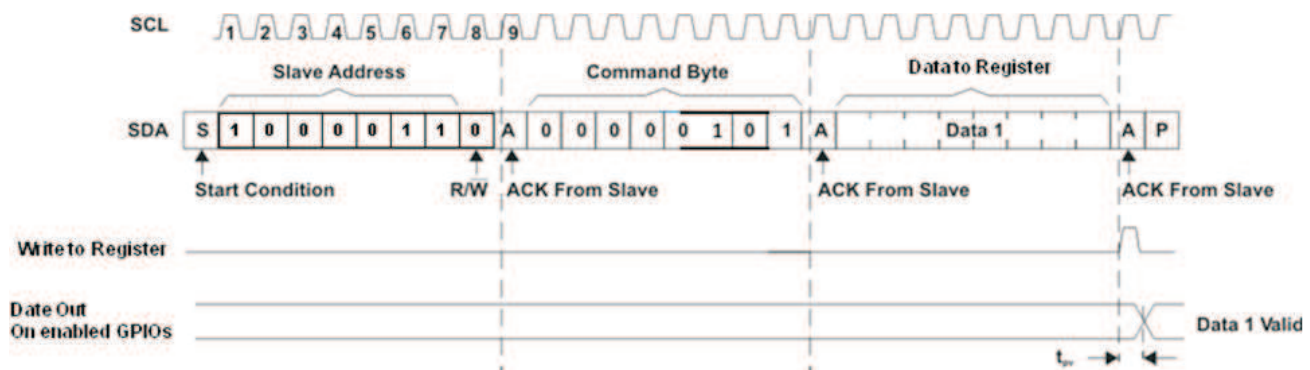 SCL 1 2 3 4 5 6 7 8 9
Slave Address Command Byte Data to Register
SDA S 1 0 0 0 0 1 1 0 A 0 0 0 0 0 1 0 1 A Data 1 A P
Start Condition R/W ACK From Slave ACK From Slave ACK From Slave
Write to Register
Date Out
On enabled GPIOs Data 1 Valid
tpv